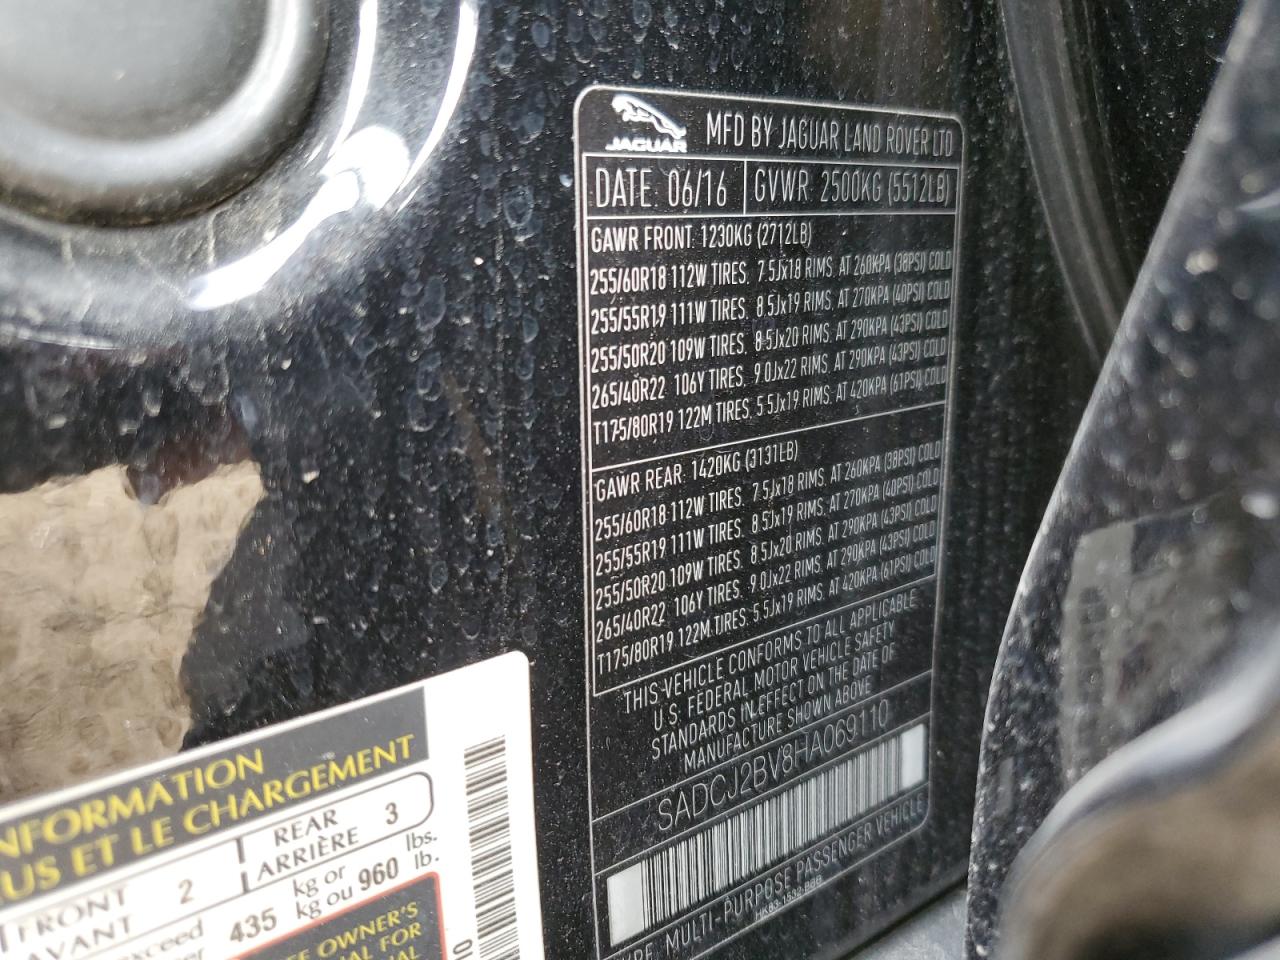 JAGUAR MFD BY JAGUAR LAND ROVER LTD
DATE: 06/16 GVWR: 2500KG (5512LB)
GAWR FRONT: 1230KG (2712LB)
255/60R18 112W TIRES, 7.5Jx18 RIMS, AT 260KPA (38PSI) COLD
255/55R19 111W TIRES, 8.5Jx19 RIMS, AT 270KPA (40PSI) COLD
255/50R20 109W TIRES, 8.5Jx20 RIMS, AT 290KPA (43PSI) COLD
265/40R22 106Y TIRES, 9.0Jx22 RIMS, AT 290KPA (43PSI) COLD
T175/80R19 122M TIRES, 5.5Jx19 RIMS, AT 420KPA (61PSI) COLD
GAWR REAR: 1420KG (3131LB)
255/60R18 112W TIRES, 7.5Jx18 RIMS, AT 260KPA (38PSI) COLD
255/55R19 111W TIRES, 8.5Jx19 RIMS, AT 270KPA (40PSI) COLD
255/50R20 109W TIRES, 8.5Jx20 RIMS, AT 290KPA (43PSI) COLD
265/40R22 106Y TIRES, 9.0Jx22 RIMS, AT 290KPA (43PSI) COLD
T175/80R19 122M TIRES, 5.5Jx19 RIMS, AT 420KPA (61PSI) COLD
THIS VEHICLE CONFORMS TO ALL APPLICABLE
U.S. FEDERAL MOTOR VEHICLE SAFETY
STANDARDS IN EFFECT ON THE DATE OF
MANUFACTURE SHOWN ABOVE
SADCJ2BV8HA069110
TYPE: MULTI-PURPOSE PASSENGER VEHICLE
NFORMATION
US ET LE CHARGEMENT
FRONT 2 REAR 3
AVANT ARRIÈRE
exceed 435 kg or 960 lbs.
kg ou lb.
OWNER'S
FOR